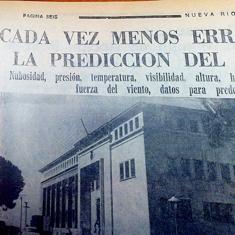 PAGINA SEIS
NUEVA RIO
CADA VEZ MENOS ERR
LA PREDICCION DEL
Nubosidad, presión, temperatura, visibilidad, altura, h
fuerza del viento, datos para pred